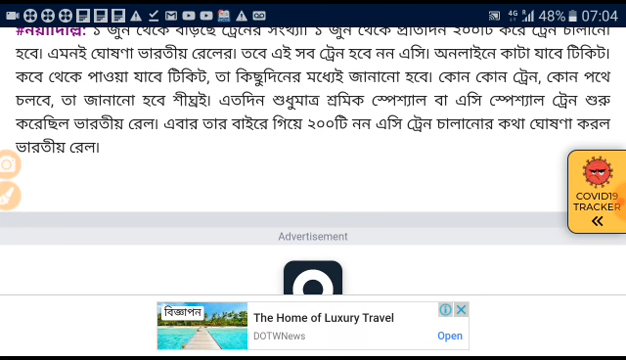 48% 07:04
#নয়াদিল্লি: ১ জুন থেকে বাড়ছে ট্রেনের সংখ্যা। ১ জুন থেকে প্রতিদিন ২০০টি করে ট্রেন চালানো
হবে। এমনই ঘোষণা ভারতীয় রেলের। তবে এই সব ট্রেন হবে নন এসি। অনলাইনে কাটা যাবে টিকিট।
কবে থেকে পাওয়া যাবে টিকিট, তা কিছুদিনের মধ্যেই জানানো হবে। কোন কোন ট্রেন, কোন পথে
চলবে, তা জানানো হবে শীঘ্রই। এতদিন শুধুমাত্র শ্রমিক স্পেশ্যাল বা এসি স্পেশ্যাল ট্রেন শুরু
করেছিল ভারতীয় রেল। এবার তার বাইরে গিয়ে ২০০টি নন এসি ট্রেন চালানোর কথা ঘোষণা করল
ভারতীয় রেল।
COVID19
TRACKER
Advertisement
বিজ্ঞাপন
The Home of Luxury Travel
DOTWNews
Open